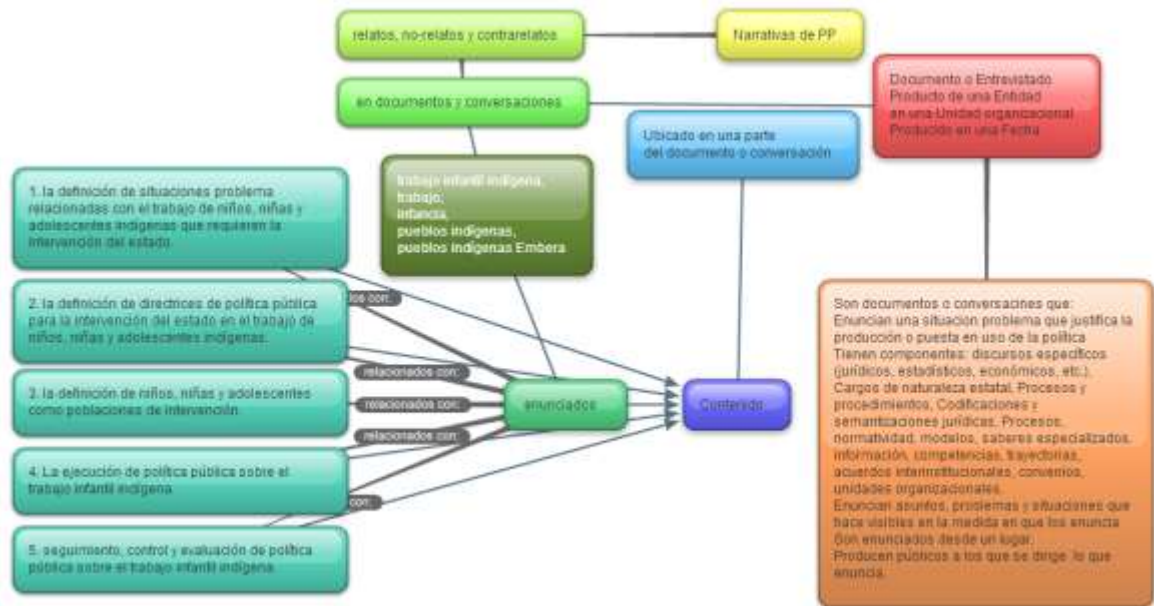 relatos, no-relatos y contrarelatos
Narrativas de PP
en documentos y conversaciones
Documento o Entrevistado
Producto de una Entidad
en una Unidad organizacional
Producido en una Fecha
Ubicado en una parte
del documento o conversación
trabajo infantil indígena,
trabajo,
infancia,
pueblos indígenas,
pueblos indígenas Embera
1. la definición de situaciones problema
relacionadas con el trabajo de niños, niñas y
adolescentes indígenas que requieren la
intervención del estado.
2. la definición de directrices de política pública
para la intervención del estado en el trabajo de
niños, niñas y adolescentes indígenas.
3. la definición de niños, niñas y adolescentes
como poblaciones de intervención.
4. La ejecución de política pública sobre el
trabajo infantil indígena.
5. seguimiento, control y evaluación de política
pública sobre el trabajo infantil indígena.
los con:
relacionados con:
relacionados con:
relacionados con:
con:
enunciados
Contenido
Son documentos o conversacines que:
Enuncian una situación problema que justifica la
producción o puesta en uso de la política
Tienen componentes: discursos específicos
(jurídicos, estadísticos, económicos, etc.),
Cargos de naturaleza estatal, Procesos y
procedimientos, Codificaciones y
semantizaciones jurídicas, Procesos,
normatividad, modelos, saberes especializados,
información, competencias, trayectorias,
acuerdos interinstitucionales, convenios,
unidades organizacionales.
Enuncian asuntos, problemas y situaciones que
hace visibles en la medida en que los enuncia
Son enunciados desde un lugar.
Producen públicos a los que se dirige lo que
enuncia.